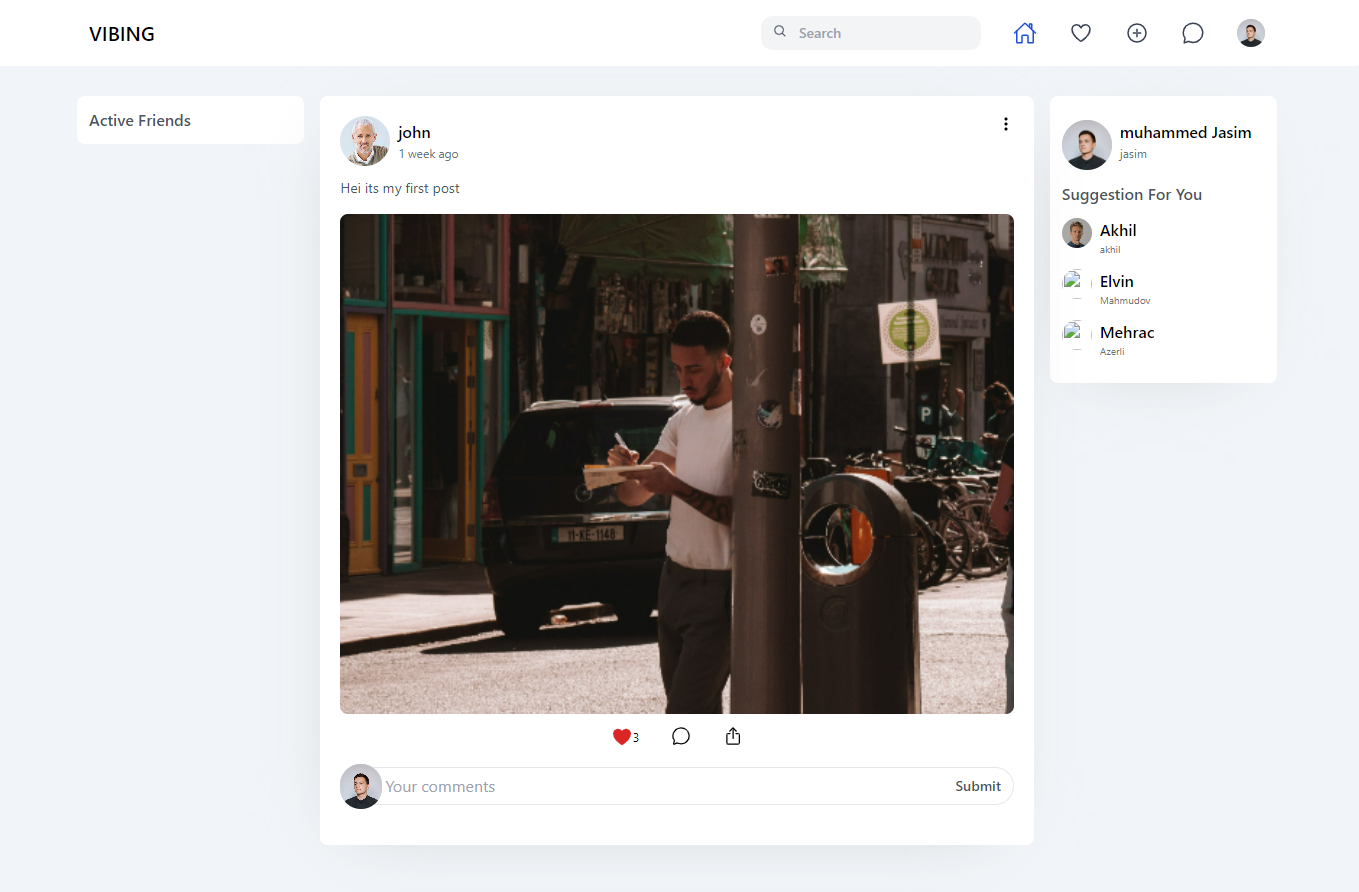 VIBING
Search
Active Friends
john
1 week ago
Hei its my first post
P
11-KE-1148
3
Your comments
Submit
muhammed Jasim
jasim
Suggestion For You
Akhil
akhil
Elvin
Mahmudov
Mehrac
Azerli